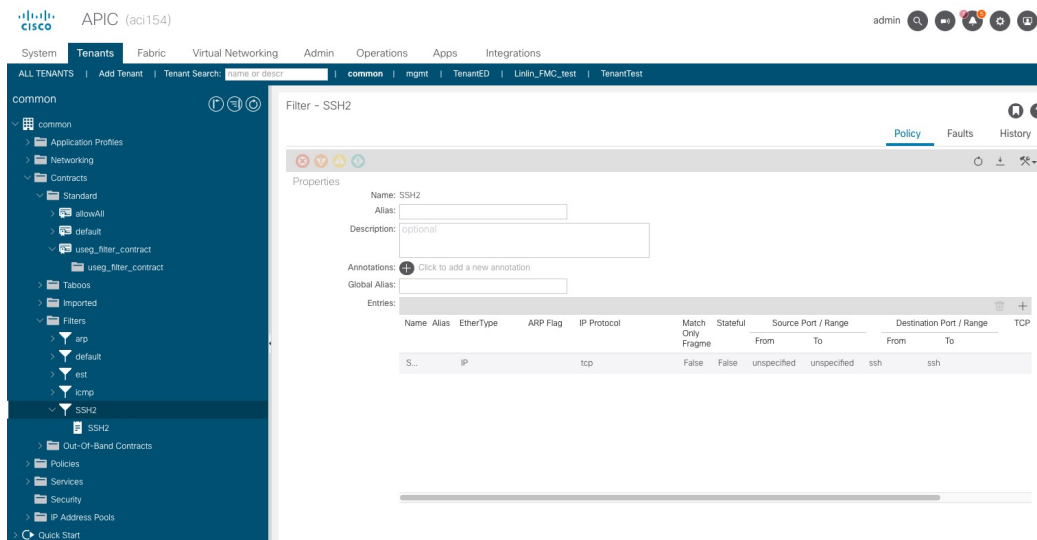 cisco APIC (aci154) admin
System Tenants Fabric Virtual Networking Admin Operations Apps Integrations
ALL TENANTS | Add Tenant | Tenant Search: name or descr | common | mgmt | TenantED | Linlin_FMC_test | TenantTest
common
common
Application Profiles
Networking
Contracts
Standard
allowAll
default
useg_filter_contract
useg_filter_contract
Taboos
Imported
Filters
arp
default
est
icmp
SSH2
SSH2
Out-Of-Band Contracts
Policies
Services
Security
IP Address Pools
Quick Start
Filter - SSH2
Policy Faults History
Properties
Name: SSH2
Alias:
Description: optional
Annotations: Click to add a new annotation
Global Alias:
Entries:
Name Alias EtherType ARP Flag IP Protocol Match Only Fragme Stateful Source Port / Range Destination Port / Range TCP
From To From To
S... IP tcp False False unspecified unspecified ssh ssh